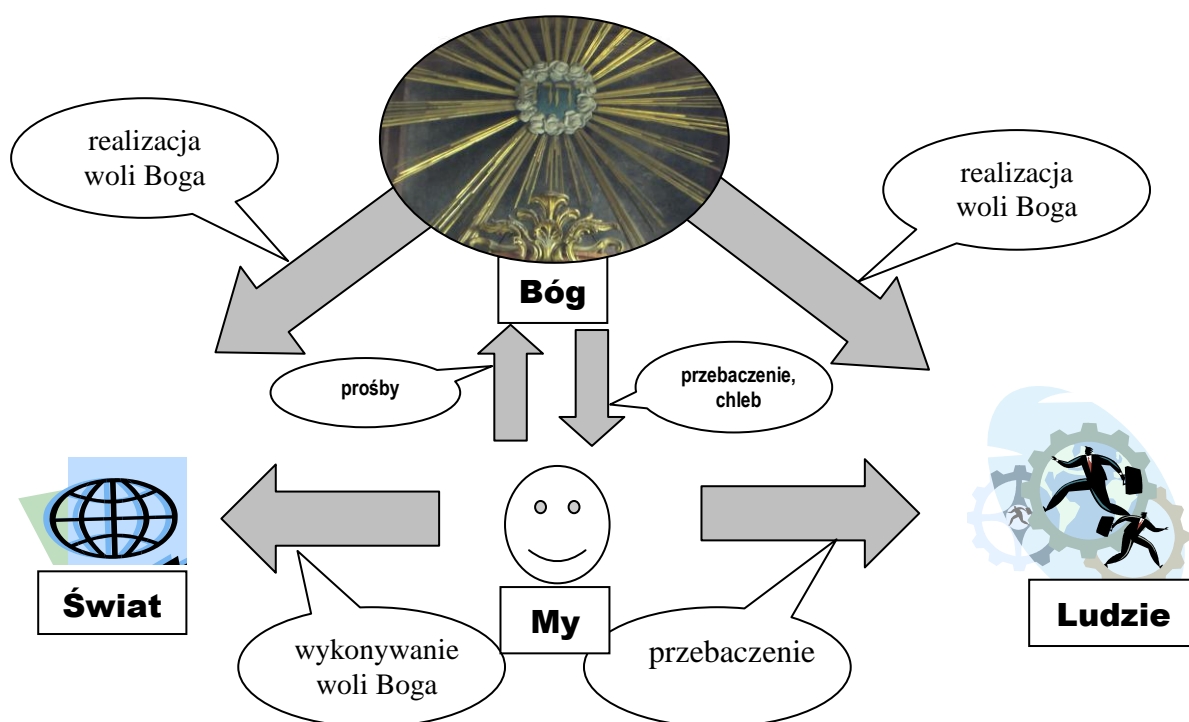 realizacja
woli Boga
realizacja
woli Boga
Bóg
prośby
przebaczenie,
chleb
Świat
My
Ludzie
wykonywanie
woli Boga
przebaczenie